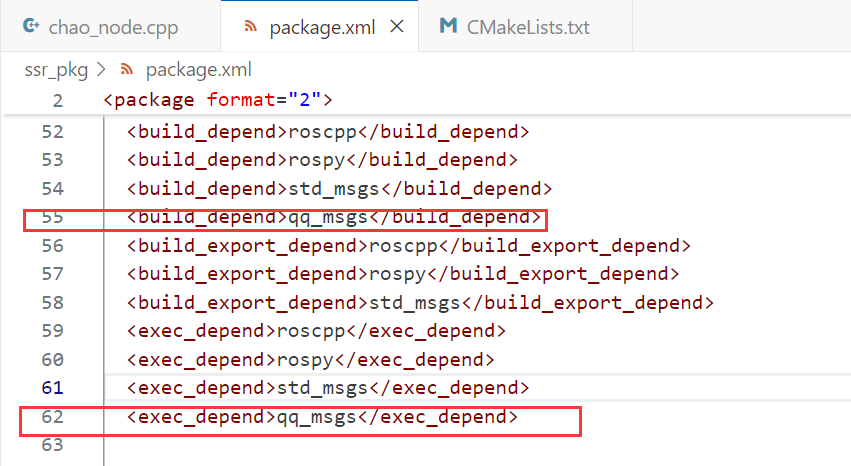 chao_node.cpp package.xml CMakeLists.txt
ssr_pkg > package.xml
2 <package format="2">
52 <build_depend>roscpp</build_depend>
53 <build_depend>rospy</build_depend>
54 <build_depend>std_msgs</build_depend>
55 <build_depend>qq_msgs</build_depend>
56 <build_export_depend>roscpp</build_export_depend>
57 <build_export_depend>rospy</build_export_depend>
58 <build_export_depend>std_msgs</build_export_depend>
59 <exec_depend>roscpp</exec_depend>
60 <exec_depend>rospy</exec_depend>
61 <exec_depend>std_msgs</exec_depend>
62 <exec_depend>qq_msgs</exec_depend>
63